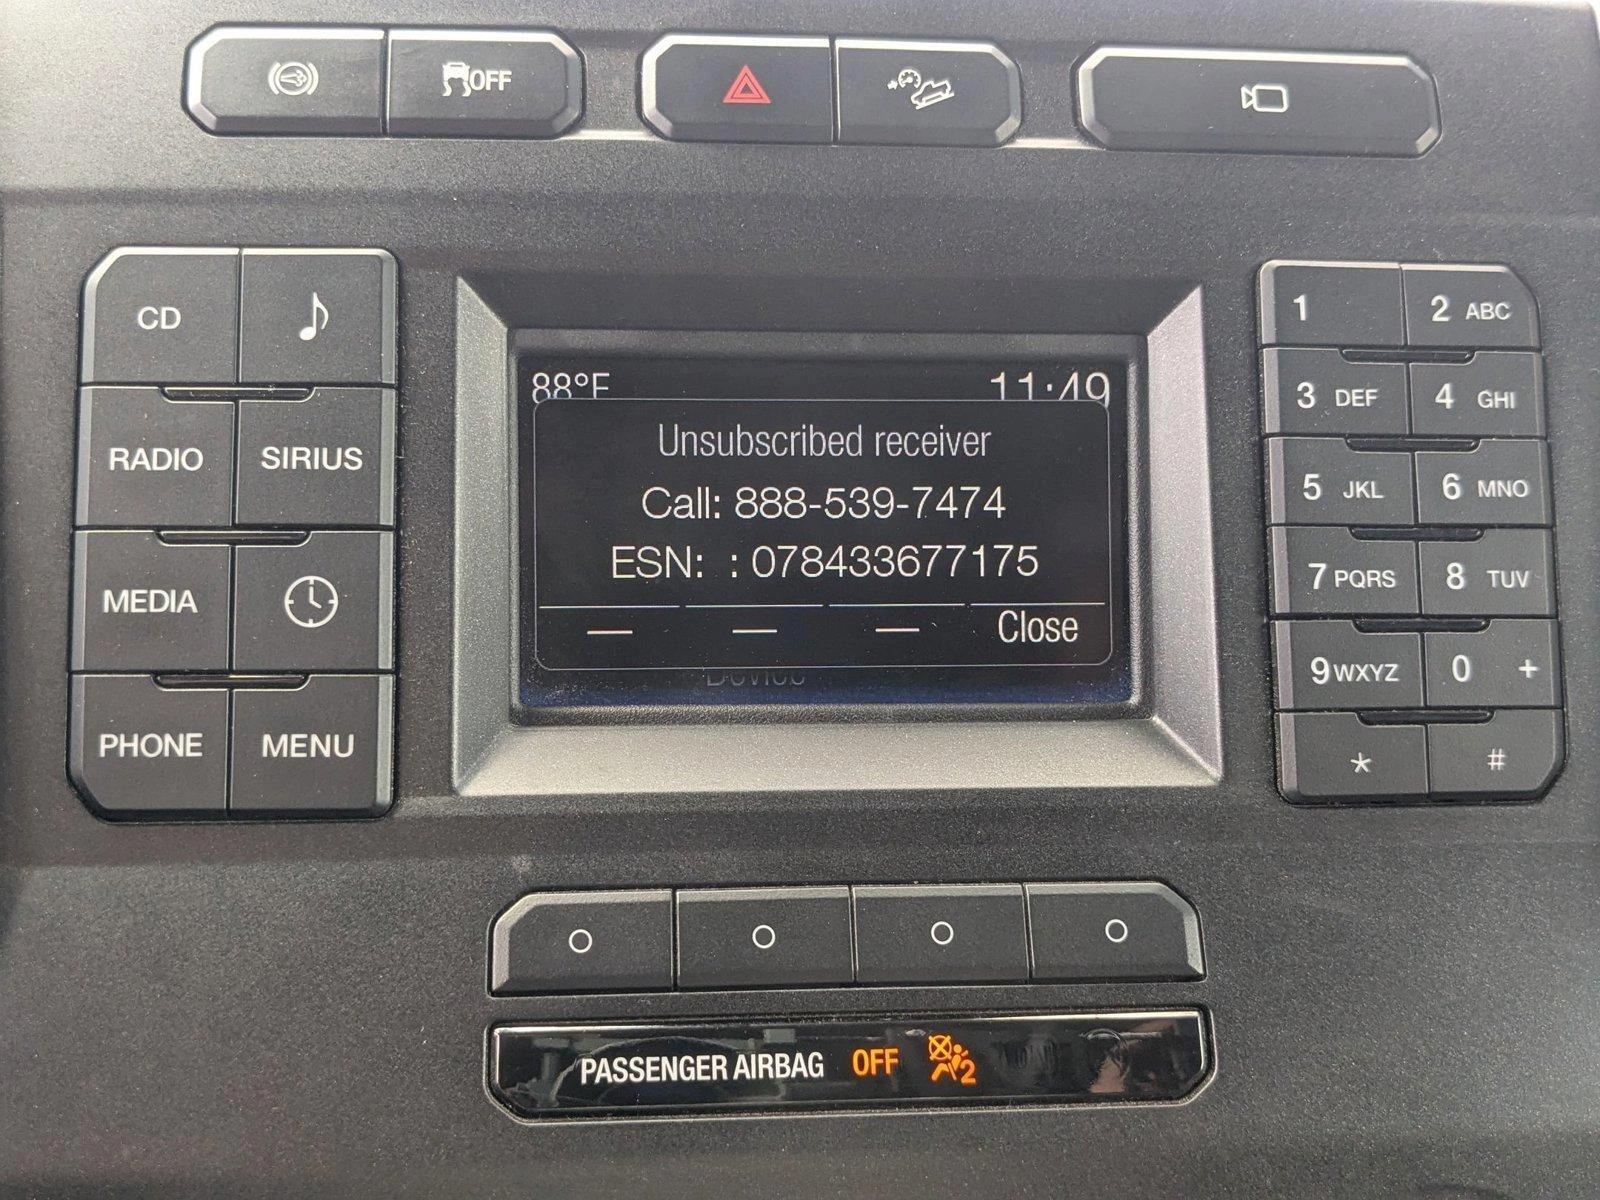 OFF
CD
RADIO SIRIUS
MEDIA
PHONE MENU
88°F 11:49
Unsubscribed receiver
Call: 888-539-7474
ESN: : 078433677175
— — — Close
Device
1 2 ABC
3 DEF 4 GHI
5 JKL 6 MNO
7 PQRS 8 TUV
9 WXYZ 0 +
* #
PASSENGER AIRBAG OFF 2